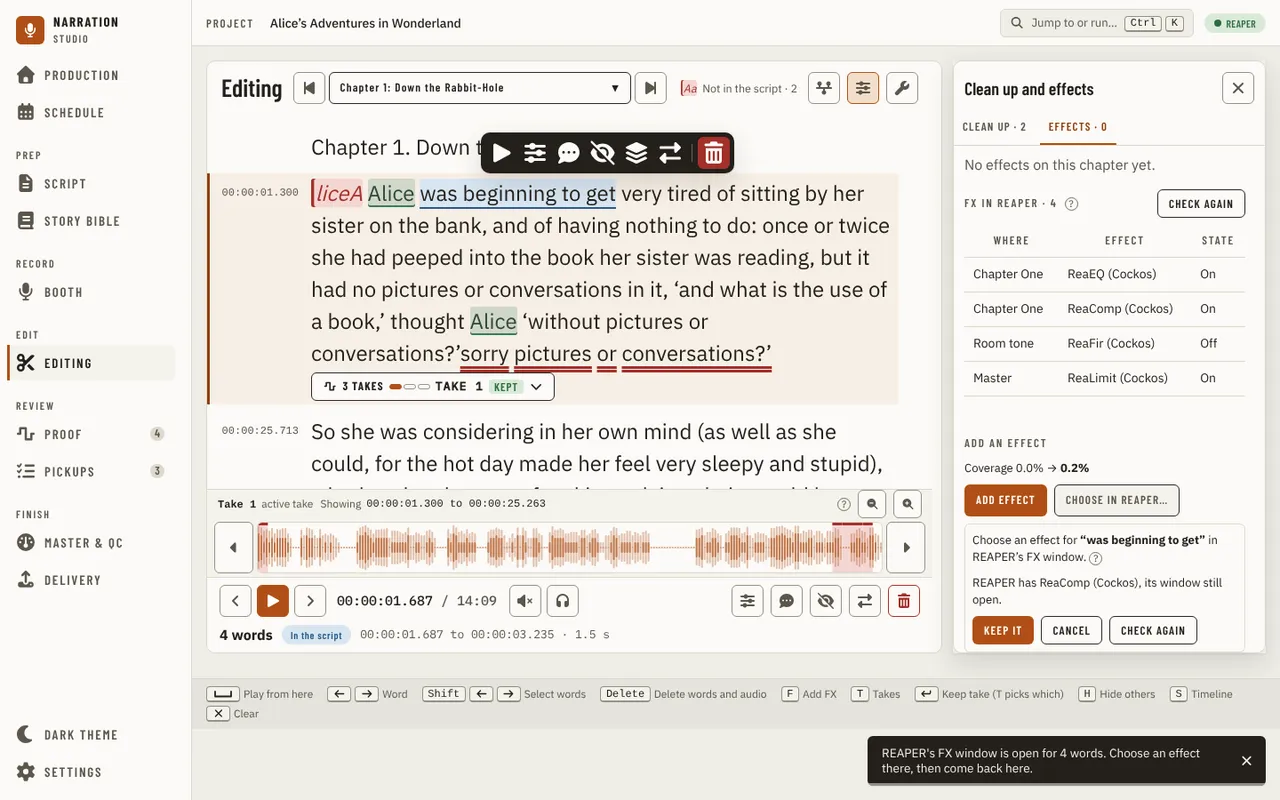 NARRATION
STUDIO
PRODUCTION
SCHEDULE
PREP
SCRIPT
STORY BIBLE
RECORD
BOOTH
EDIT
EDITING
REVIEW
PROOF 4
PICKUPS 3
FINISH
MASTER & QC
DELIVERY
DARK THEME
SETTINGS
PROJECT Alice's Adventures in Wonderland
Jump to or run... Ctrl K
REAPER
Editing
Chapter 1: Down the Rabbit-Hole
Aa Not in the script · 2
Chapter 1. Down t
00:00:01.300 liceA Alice was beginning to get very tired of sitting by her
sister on the bank, and of having nothing to do: once or twice
she had peeped into the book her sister was reading, but it
had no pictures or conversations in it, ‘and what is the use of
a book,’ thought Alice ‘without pictures or
conversations?’sorry pictures or conversations?’
3 TAKES TAKE 1 KEPT
00:00:25.713 So she was considering in her own mind (as well as she
could, for the hot day made her feel very sleepy and stupid),
Take 1 active take Showing 00:00:01.300 to 00:00:25.263 ?
00:00:01.687 / 14:09
4 words In the script 00:00:01.687 to 00:00:03.235 · 1.5 s
Clean up and effects
CLEAN UP · 2 EFFECTS · 0
No effects on this chapter yet.
FX IN REAPER · 4 ? CHECK AGAIN
WHERE EFFECT STATE
Chapter One ReaEQ (Cockos) On
Chapter One ReaComp (Cockos) On
Room tone ReaFir (Cockos) Off
Master ReaLimit (Cockos) On
ADD AN EFFECT
Coverage 0.0% → 0.2%
ADD EFFECT CHOOSE IN REAPER…
Choose an effect for “was beginning to get” in
REAPER’s FX window. ?
REAPER has ReaComp (Cockos), its window still
open.
KEEP IT CANCEL CHECK AGAIN
Play from here ← → Word Shift ← → Select words Delete Delete words and audio F Add FX T Takes Keep take (T picks which) H Hide others S Timeline
Clear
REAPER's FX window is open for 4 words. Choose an effect
there, then come back here.